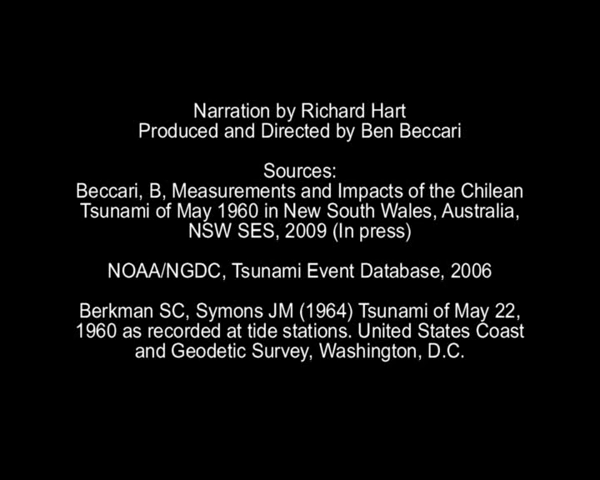 Narration by Richard Hart
Produced and Directed by Ben Beccari
Sources:
Beccari, B, Measurements and Impacts of the Chilean
Tsunami of May 1960 in New South Wales, Australia,
NSW SES, 2009 (In press)
NOAA/NGDC, Tsunami Event Database, 2006
Berkman SC, Symons JM (1964) Tsunami of May 22,
1960 as recorded at tide stations. United States Coast
and Geodetic Survey, Washington, D.C.